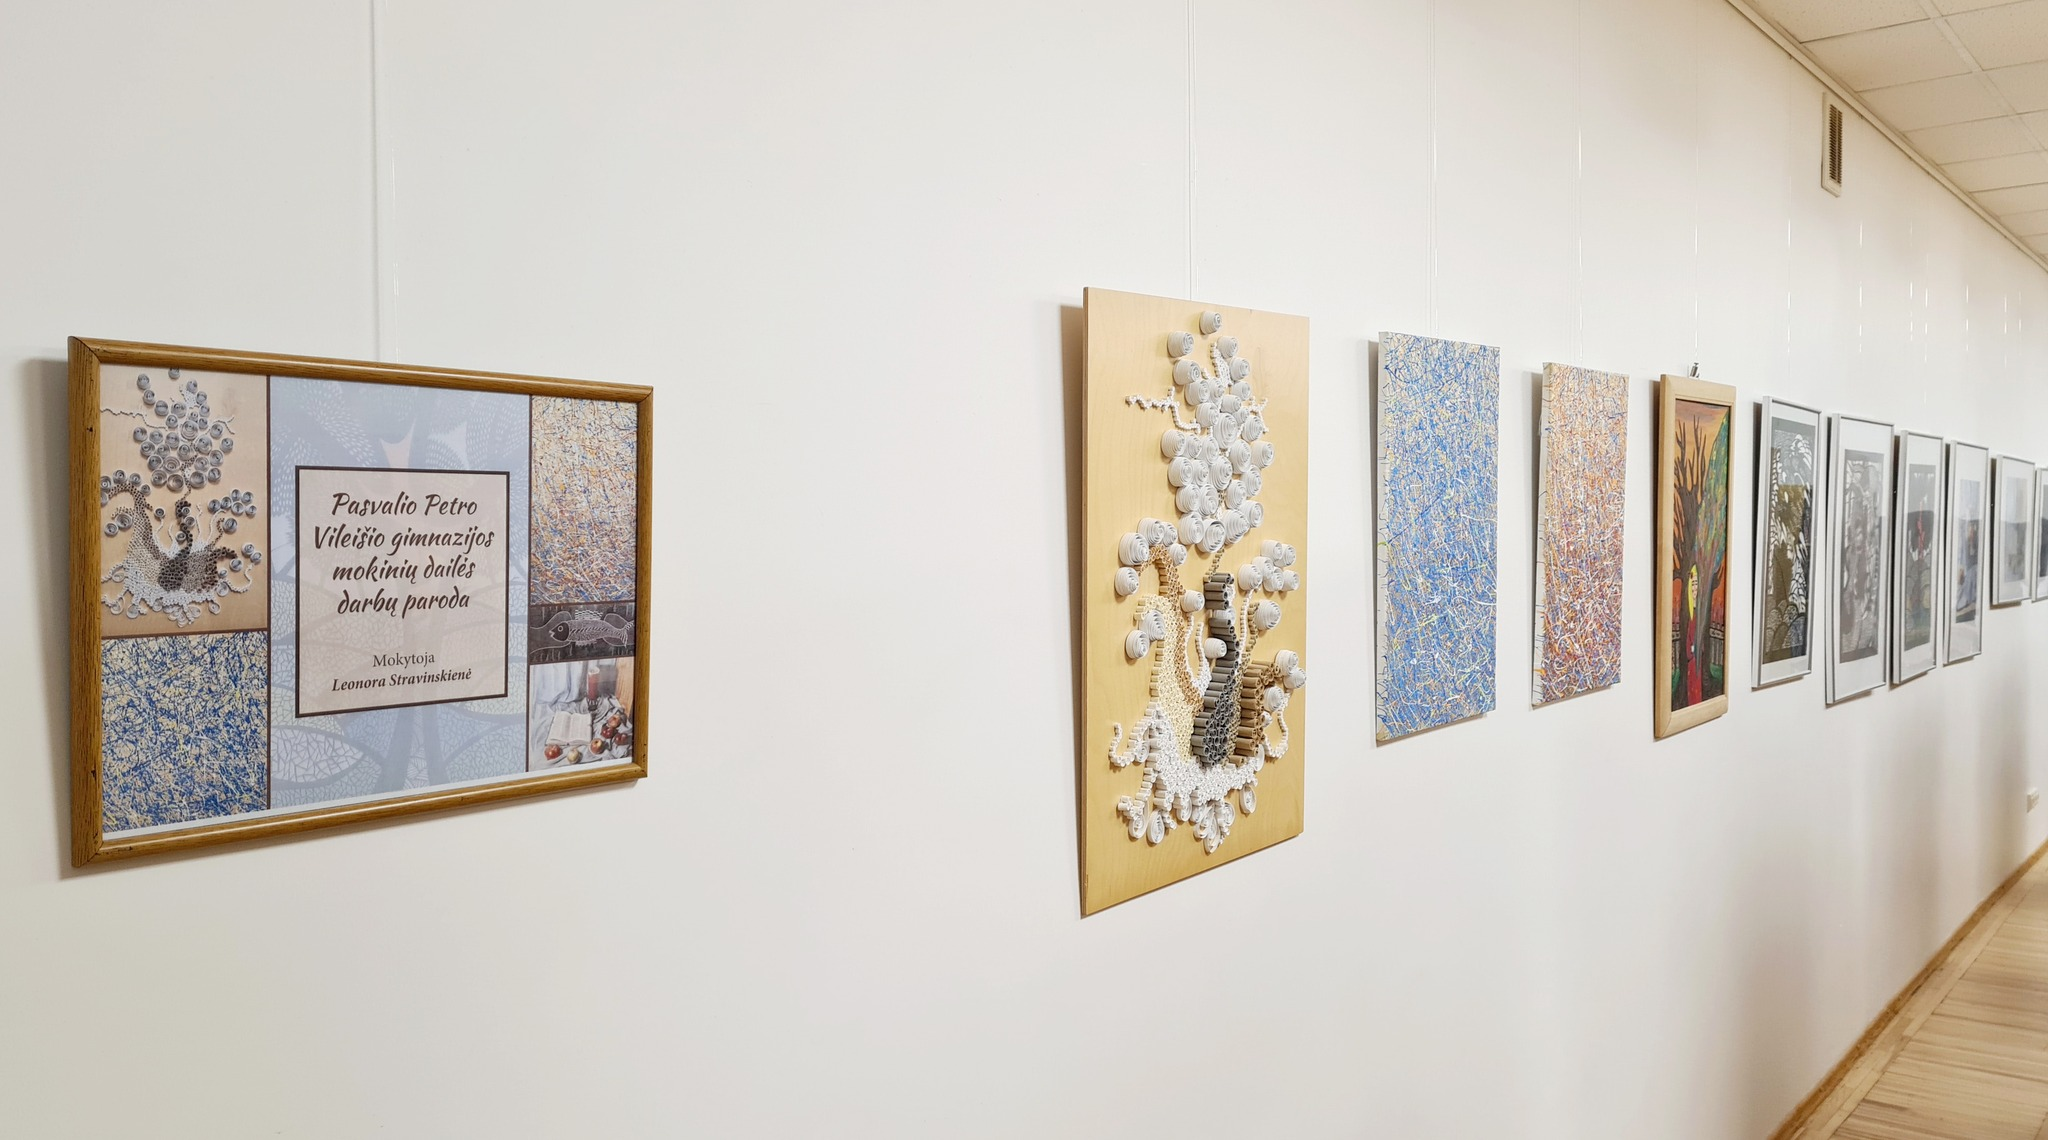 Pasvalio Petro
Vileišio gimnazijos
mokinių dailės
darbų paroda
Mokytoja
Leonora Stravinskienė